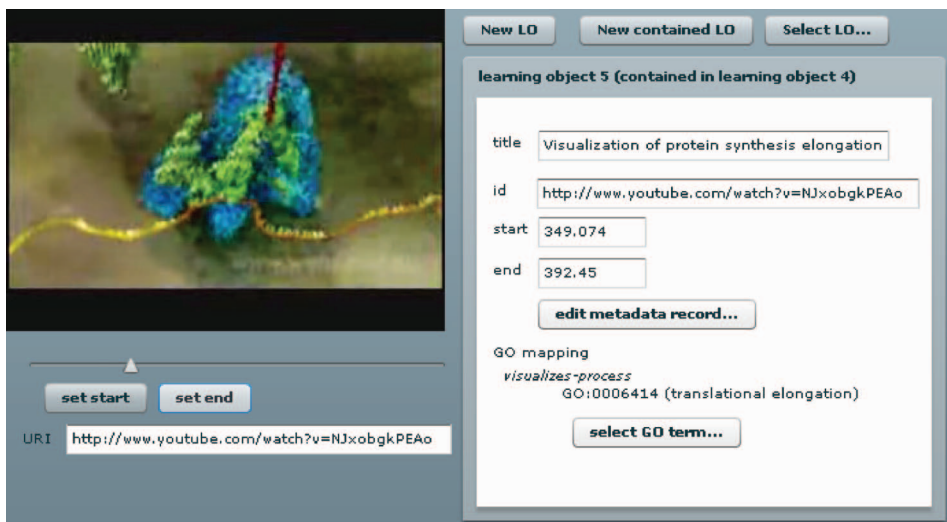 New LO
New contained LO
Select LO...
learning object 5 (contained in learning object 4)
title
Visualization of protein synthesis elongation
id
http://www.youtube.com/watch?v=NJxobgkPEAo
start
349.074
end
392.45
edit metadata record...
GO mapping
visualizes-process
GO:0006414 (translational elongation)
select GO term...
set start
set end
URI
http://www.youtube.com/watch?v=NJxobgkPEAo